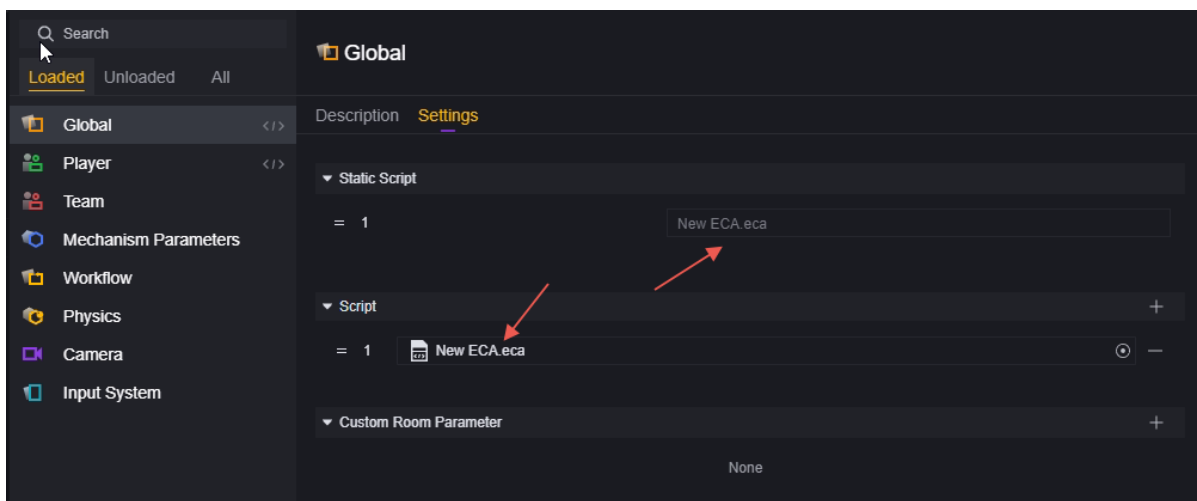 Search
Loaded Unloaded All
Global
Player
Team
Mechanism Parameters
Workflow
Physics
Camera
Input System
Global
Description Settings
Static Script
= 1 New ECA.eca
Script +
= 1 New ECA.eca
Custom Room Parameter +
None